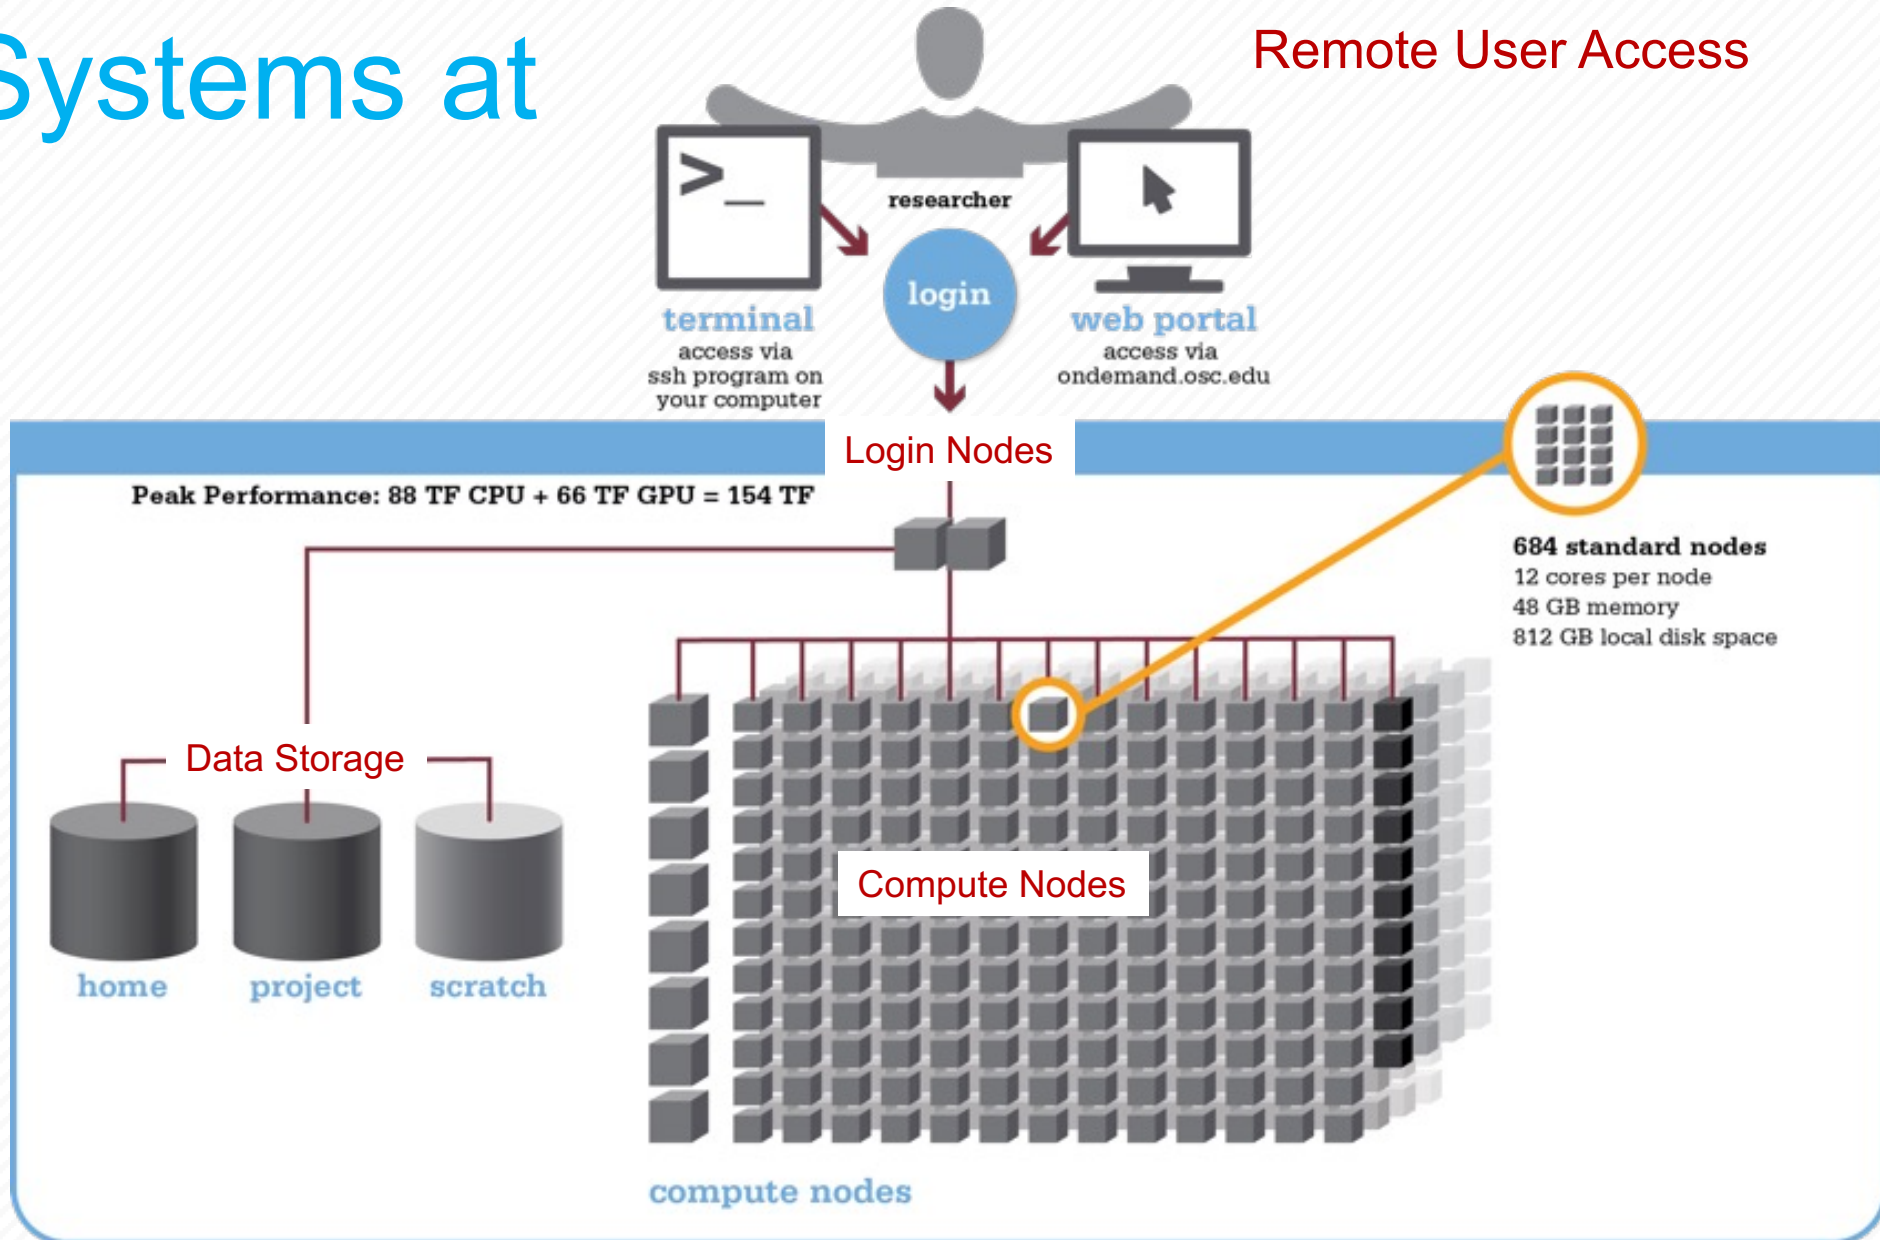 Systems at
Remote User Access
>_
researcher
login
terminal
access via
ssh program on
your computer
web portal
access via
ondemand.osc.edu
Login Nodes
Peak Performance: 88 TF CPU + 66 TF GPU = 154 TF
684 standard nodes
12 cores per node
48 GB memory
812 GB local disk space
Data Storage
home
project
scratch
Compute Nodes
compute nodes